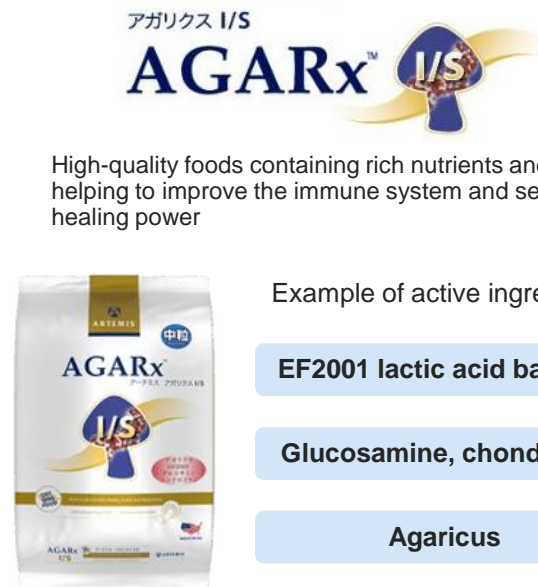 アガリクス I/S
AGARx™
I/S
High-quality foods containing rich nutrients and
helping to improve the immune system and se
healing power
Example of active ingre
ARTEMIS
中粒
AGARx
アーテミス アガリクス I/S
I/S
EF2001 lactic acid ba
Glucosamine, chond
Agaricus
AGARx
I/S
ARTEMIS